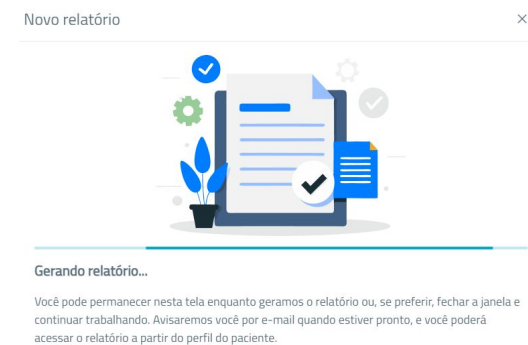 Novo relatório
Gerando relatório...
Você pode permanecer nesta tela enquanto geramos o relatório ou, se preferir, fechar a janela e
continuar trabalhando. Avisaremos você por e-mail quando estiver pronto, e você poderá
acessar o relatório a partir do perfil do paciente.